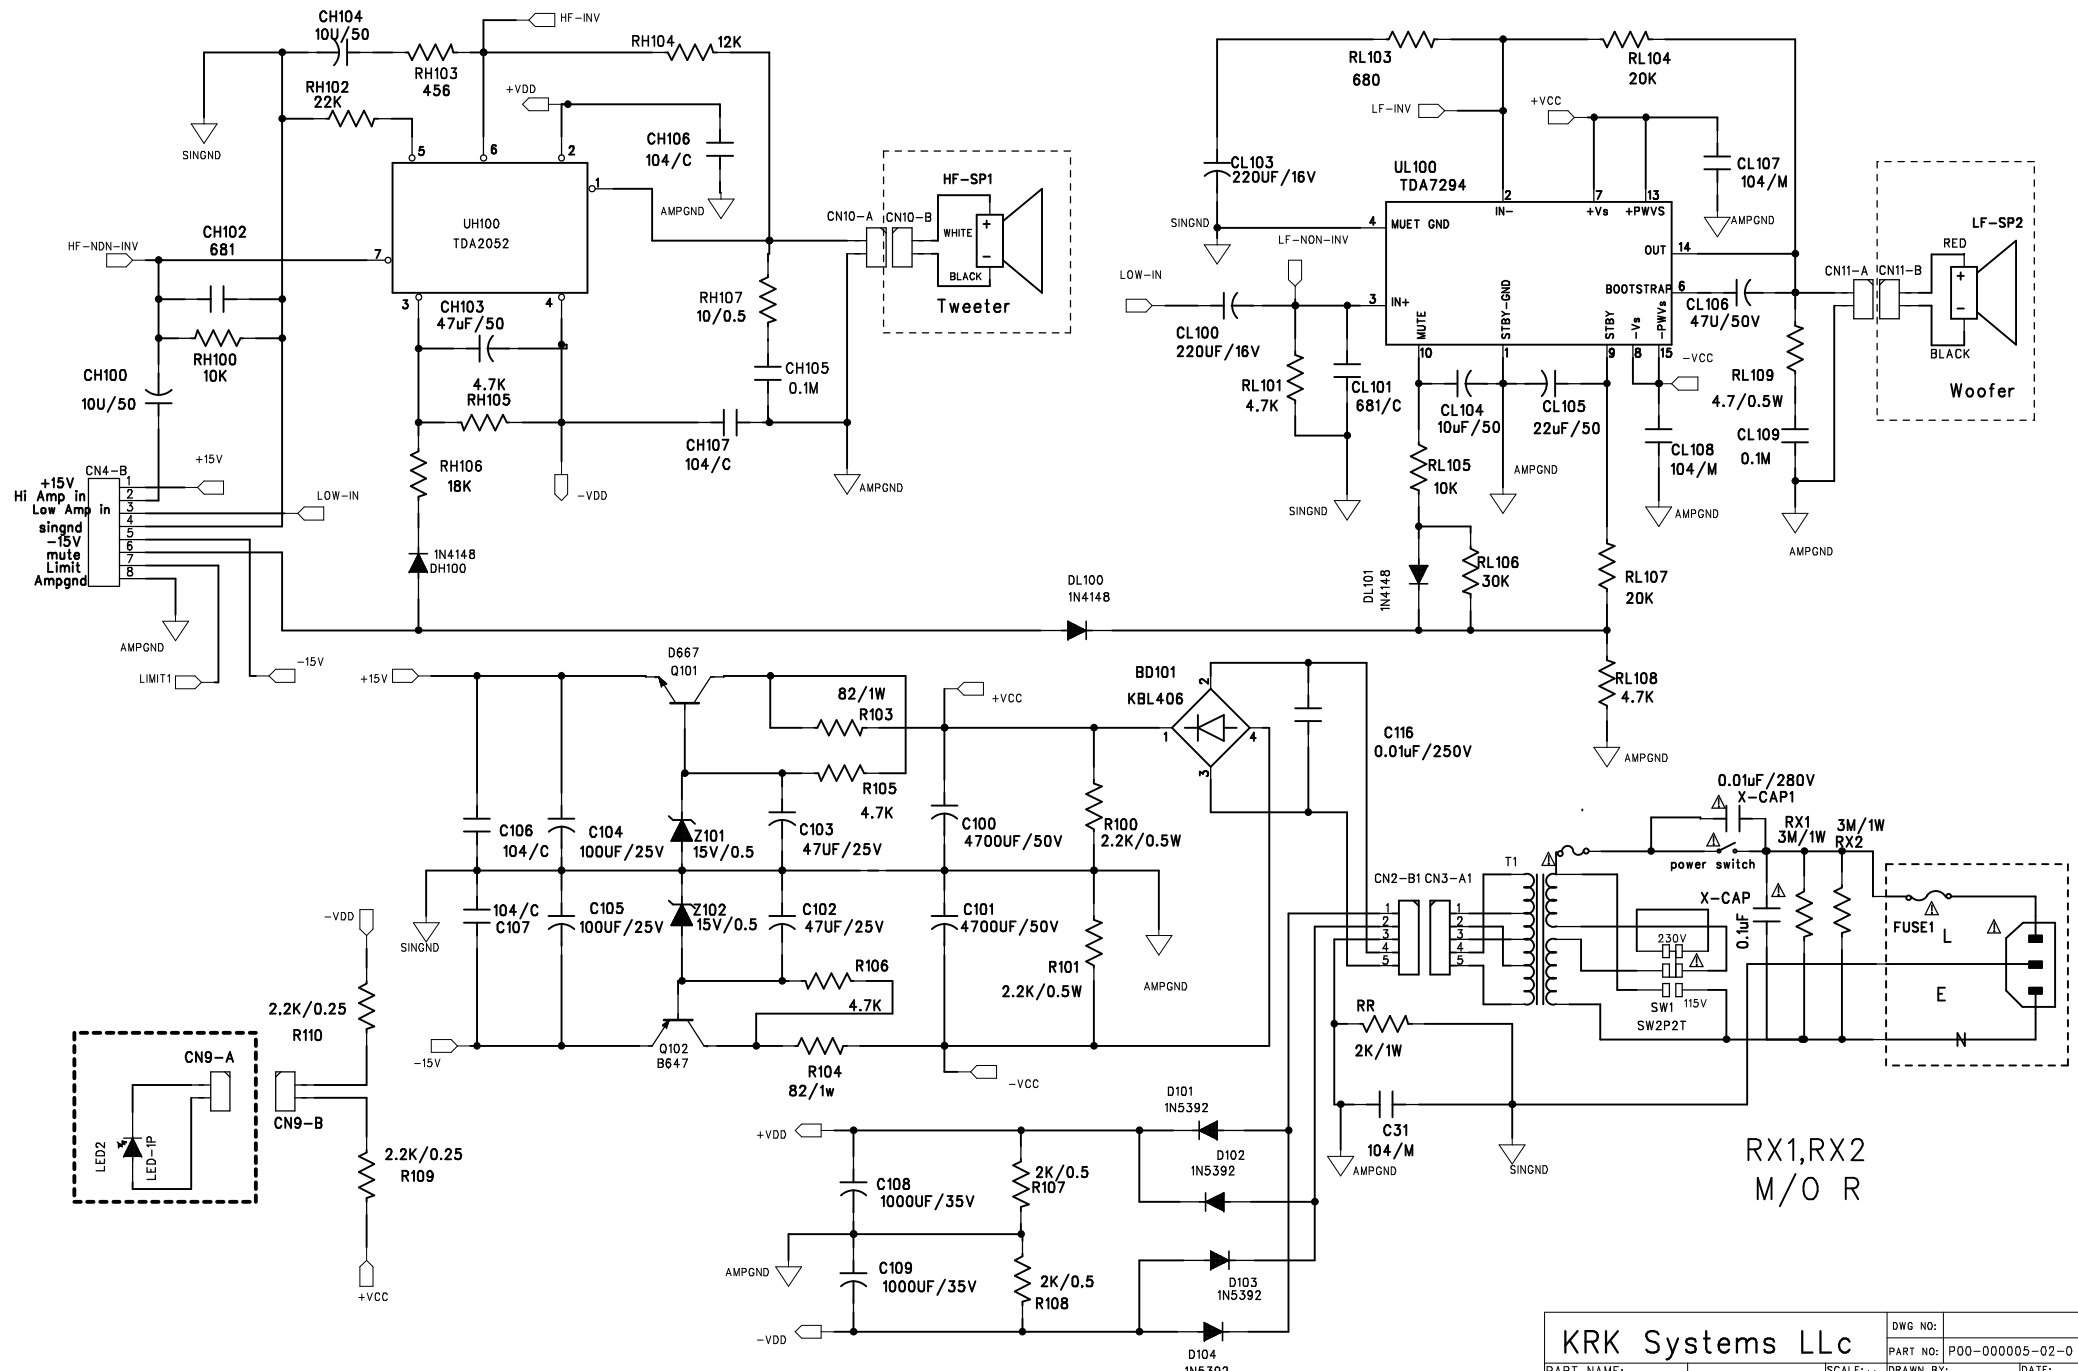 CH104
10U/50
HF-INV
RH103
456
RH104
12K
RH102
22K
+VDD
SINGND
CH106
104/C
5
6
2
1
7
3
4
UH100
TDA2052
AMPGND
HF-NDN-INV
CH102
681
RH100
10K
CH100
10U/50
CH103
47uF/50
4.7K
RH105
RH106
18K
1N4148
DH100
-VDD
CH107
104/C
RH107
10/0.5
CH105
0.1M
AMPGND
CN10-A
CN10-B
HF-SP1
WHITE
BLACK
+
-
Tweeter
CN4-B
+15V
Hi Amp in
Low Amp in
singnd
-15V
mute
Limit
Ampgnd
1
2
3
4
5
6
7
8
+15V
LOW-IN
AMPGND
LIMIT1
-15V
DL100
1N4148
RL103
680
RL104
20K
LF-INV
+VCC
CL103
220UF/16V
UL100
TDA7294
CL107
104/M
AMPGND
SINGND
LF-NON-INV
LOW-IN
CL100
220UF/16V
RL101
4.7K
CL101
681/C
SINGND
2
IN-
7
+Vs
13
+PWVS
4
MUET GND
OUT
14
3
IN+
BOOTSTRAP
6
MUTE
STBY-GND
STBY
-Vs
-PWVs
10
1
9
8
15
-VCC
CL106
47U/50V
CL104
10uF/50
CL105
22uF/50
AMPGND
RL105
10K
RL106
30K
DL101
1N4148
RL107
20K
RL108
4.7K
AMPGND
CL108
104/M
AMPGND
RL109
4.7/0.5W
CL109
0.1M
AMPGND
CN11-A
CN11-B
LF-SP2
RED
BLACK
+
-
Woofer
+15V
D667
Q101
82/1W
R103
R105
4.7K
+VCC
BD101
KBL406
1
2
3
4
C116
0.01uF/250V
C106
104/C
C104
100UF/25V
Z101
15V/0.5
C103
47UF/25V
C100
4700UF/50V
R100
2.2K/0.5W
SINGND
104/C
C107
C105
100UF/25V
Z102
15V/0.5
C102
47UF/25V
C101
4700UF/50V
R101
2.2K/0.5W
AMPGND
R106
4.7K
-15V
Q102
B647
R104
82/1w
-VCC
-VDD
2.2K/0.25
R110
CN9-A
CN9-B
LED2
LED-1P
2.2K/0.25
R109
+VCC
D101
1N5392
D102
1N5392
D103
1N5392
D104
1N5392
+VDD
C108
1000UF/35V
2K/0.5
R107
AMPGND
C109
1000UF/35V
2K/0.5
R108
-VDD
CN2-B1
CN3-A1
1
2
3
4
5
1
2
3
4
5
T1
RR
2K/1W
C31
104/M
AMPGND
SINGND
0.01uF/280V
X-CAP1
power switch
RX1
3M/1W
3M/1W
RX2
X-CAP
0.1uF
230V
115V
SW1
SW2P2T
FUSE1
L
E
N
RX1,RX2
M/O R
KRK Systems LLc
DWG NO:
PART NO: P00-000005-02-0
PART NAME:
DRAWN BY:
DATE: